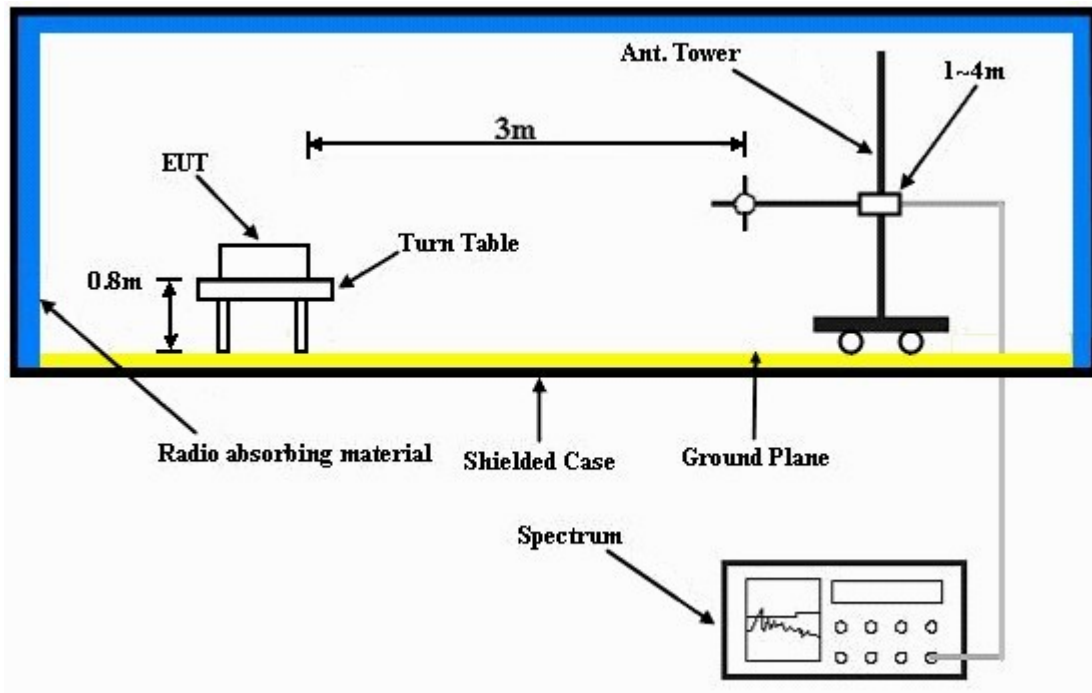 Ant. Tower
1~4m
3m
EUT
Turn Table
0.8m
Radio absorbing material
Shielded Case
Ground Plane
Spectrum